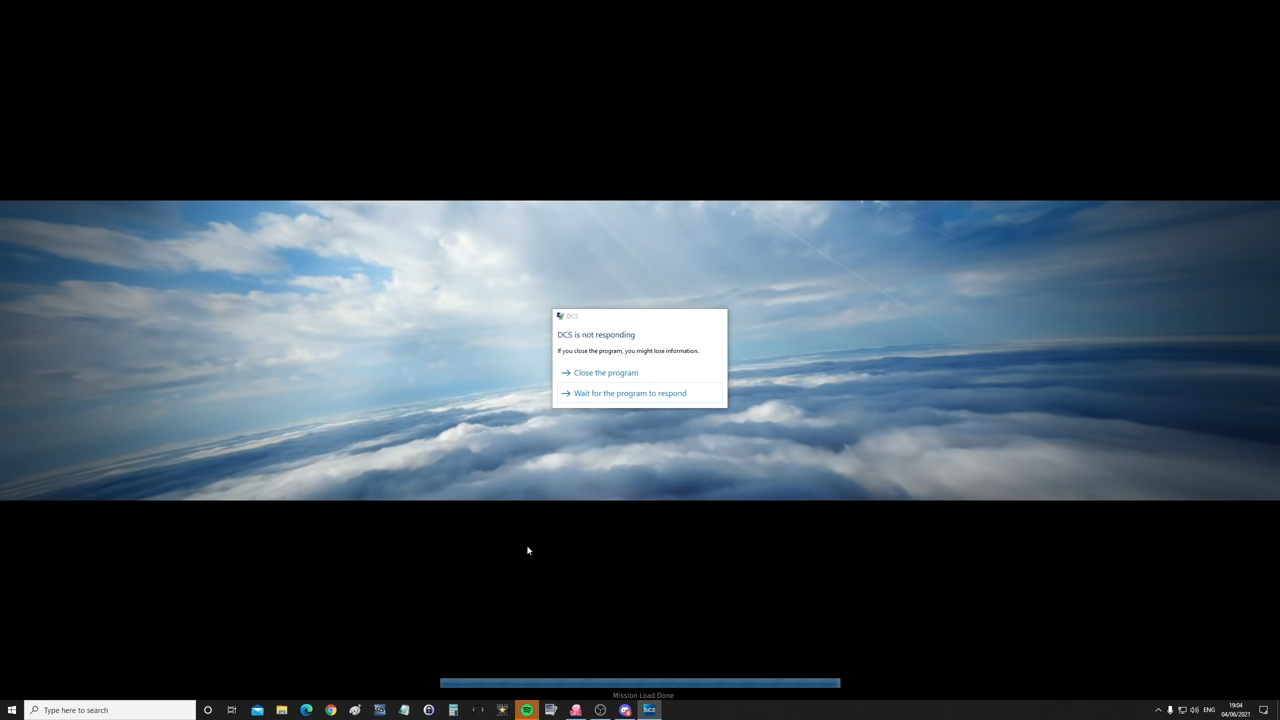 DCS
DCS is not responding
If you close the program, you might lose information.
Close the program
Wait for the program to respond
Mission Load Done
Type here to search
DCS
ENG
19:04
04/06/2021